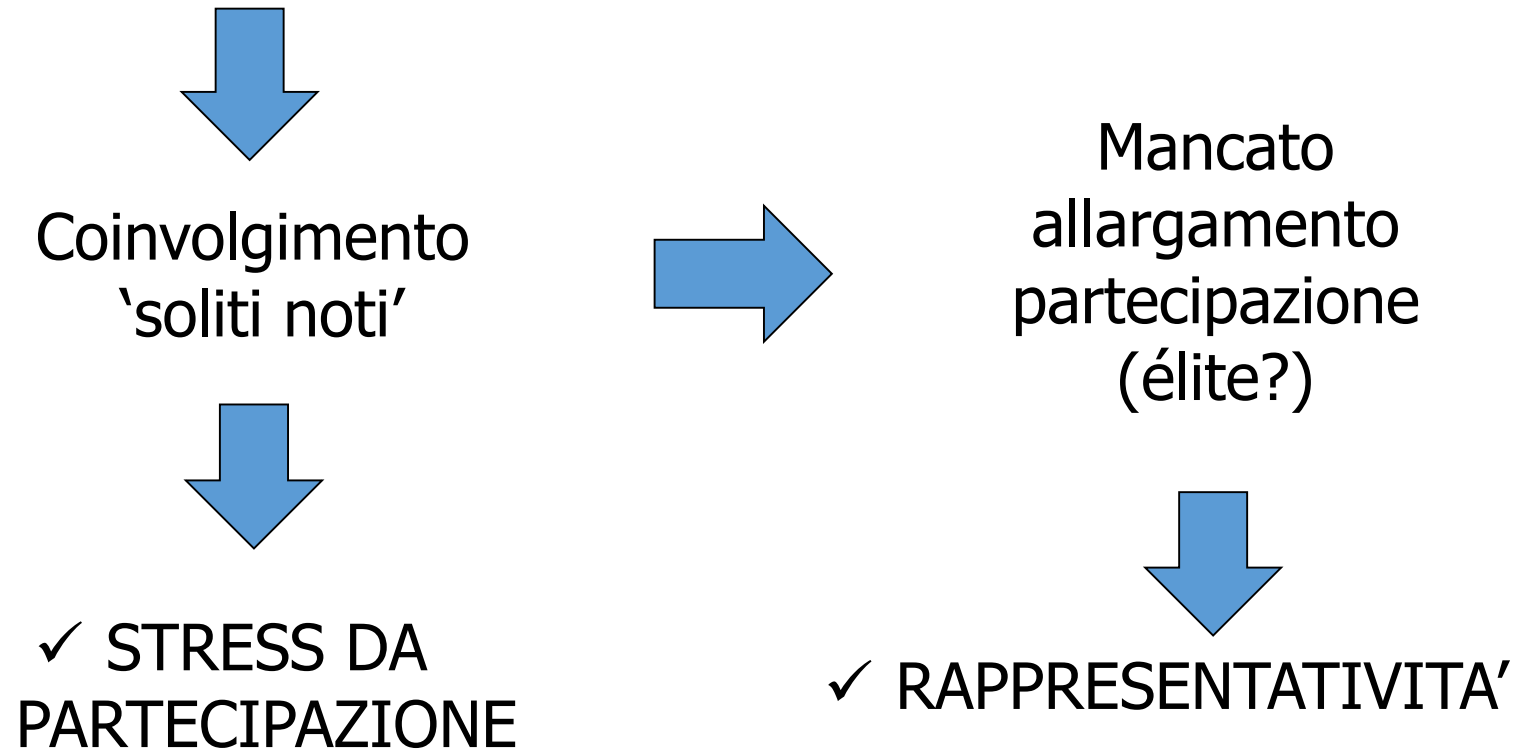 Coinvolgimento
‘soliti noti’
Mancato
allargamento
partecipazione
(élite?)
✓ STRESS DA
PARTECIPAZIONE
✓ RAPPRESENTATIVITA’